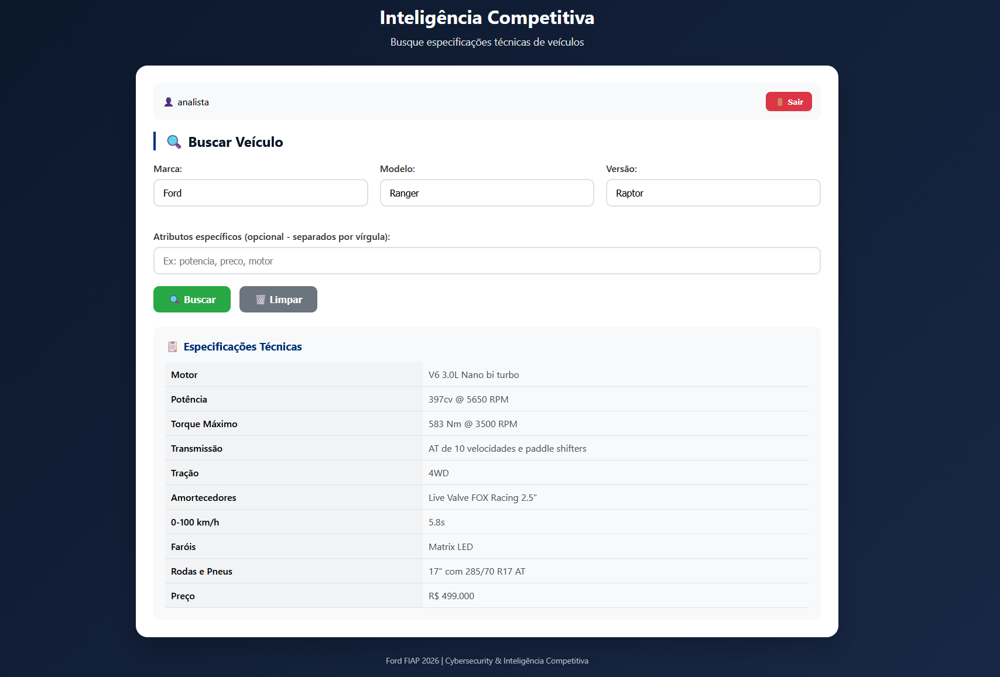 Inteligência Competitiva
Busque especificações técnicas de veículos
analista
Sair
Buscar Veículo
Marca:
Modelo:
Versão:
Ford
Ranger
Raptor
Atributos específicos (opcional - separados por vírgula):
Ex: potencia, preco, motor
Buscar
Limpar
Especificações Técnicas
Motor V6 3.0L Nano bi turbo
Potência 397cv @ 5650 RPM
Torque Máximo 583 Nm @ 3500 RPM
Transmissão AT de 10 velocidades e paddle shifters
Tração 4WD
Amortecedores Live Valve FOX Racing 2.5"
0-100 km/h 5.8s
Faróis Matrix LED
Rodas e Pneus 17" com 285/70 R17 AT
Preço R$ 499.000
Ford FIAP 2026 | Cybersecurity & Inteligência Competitiva